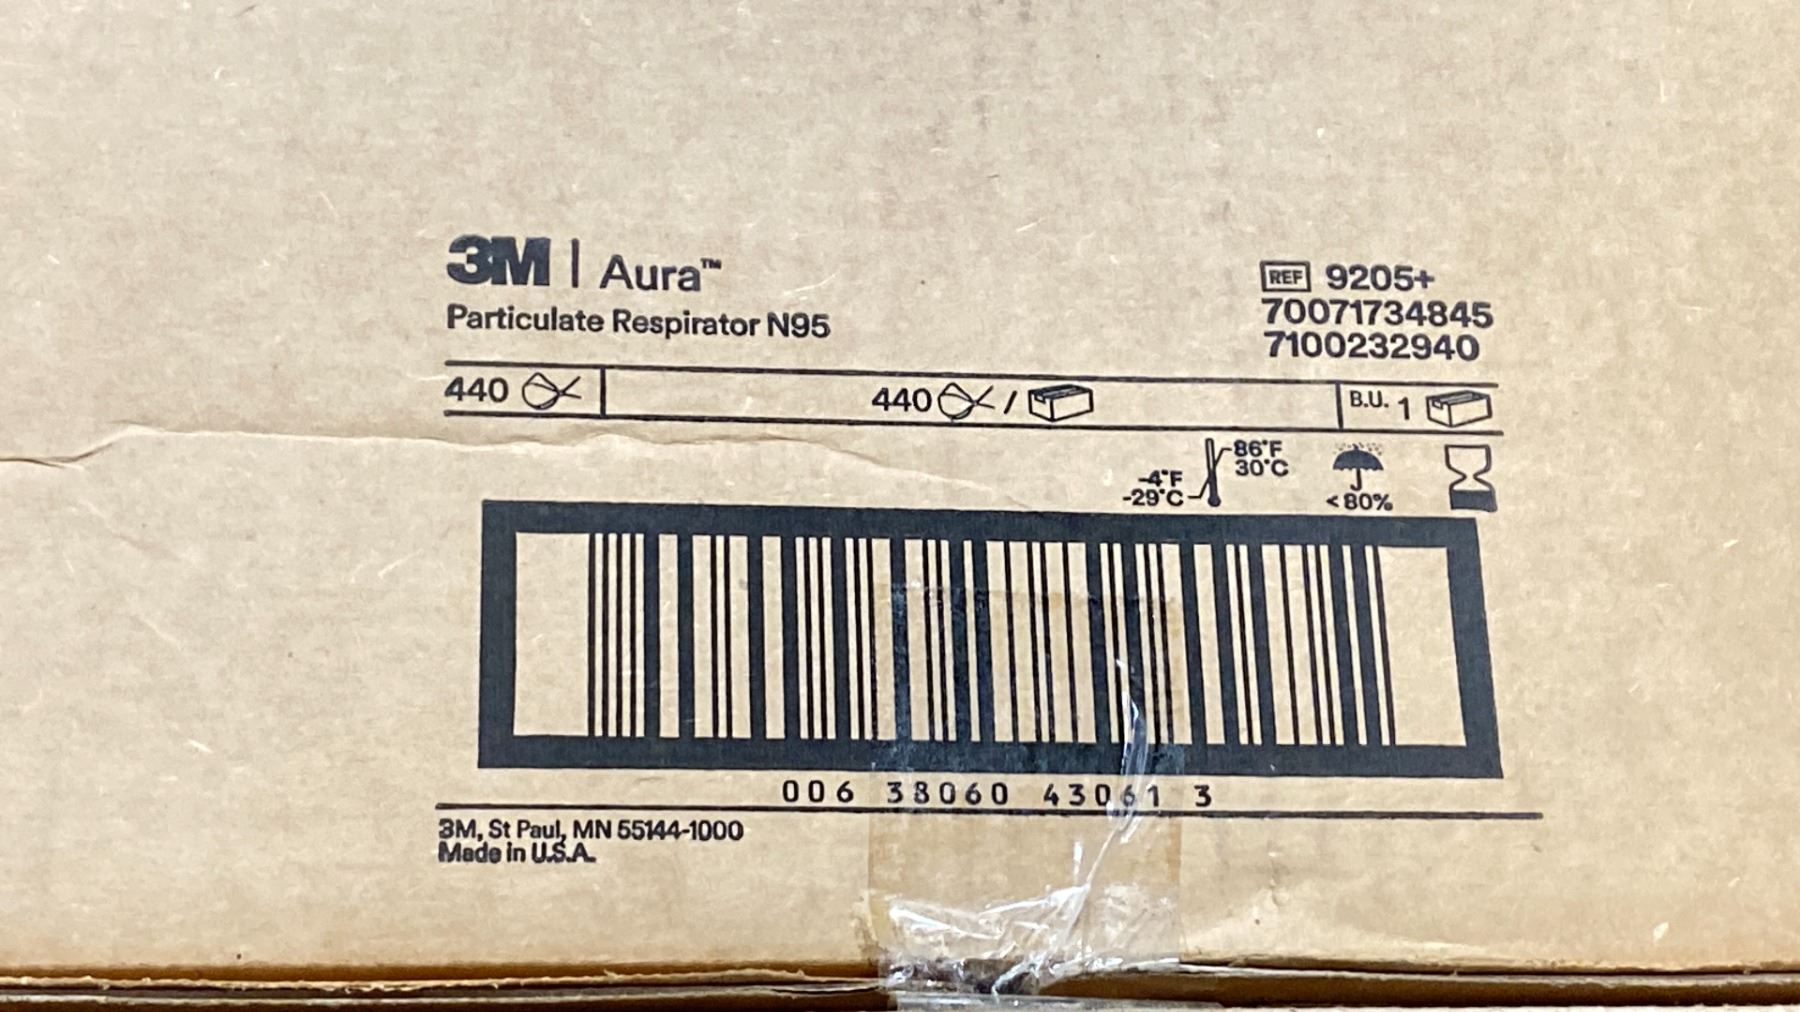 3M | Aura™
Particulate Respirator N95
REF 9205+
70071734845
7100232940
440
440 /
B.U. 1
86°F
30°C
-4°F
-29°C
<80%
006 38060 43061 3
3M, St Paul, MN 55144-1000
Made in U.S.A.